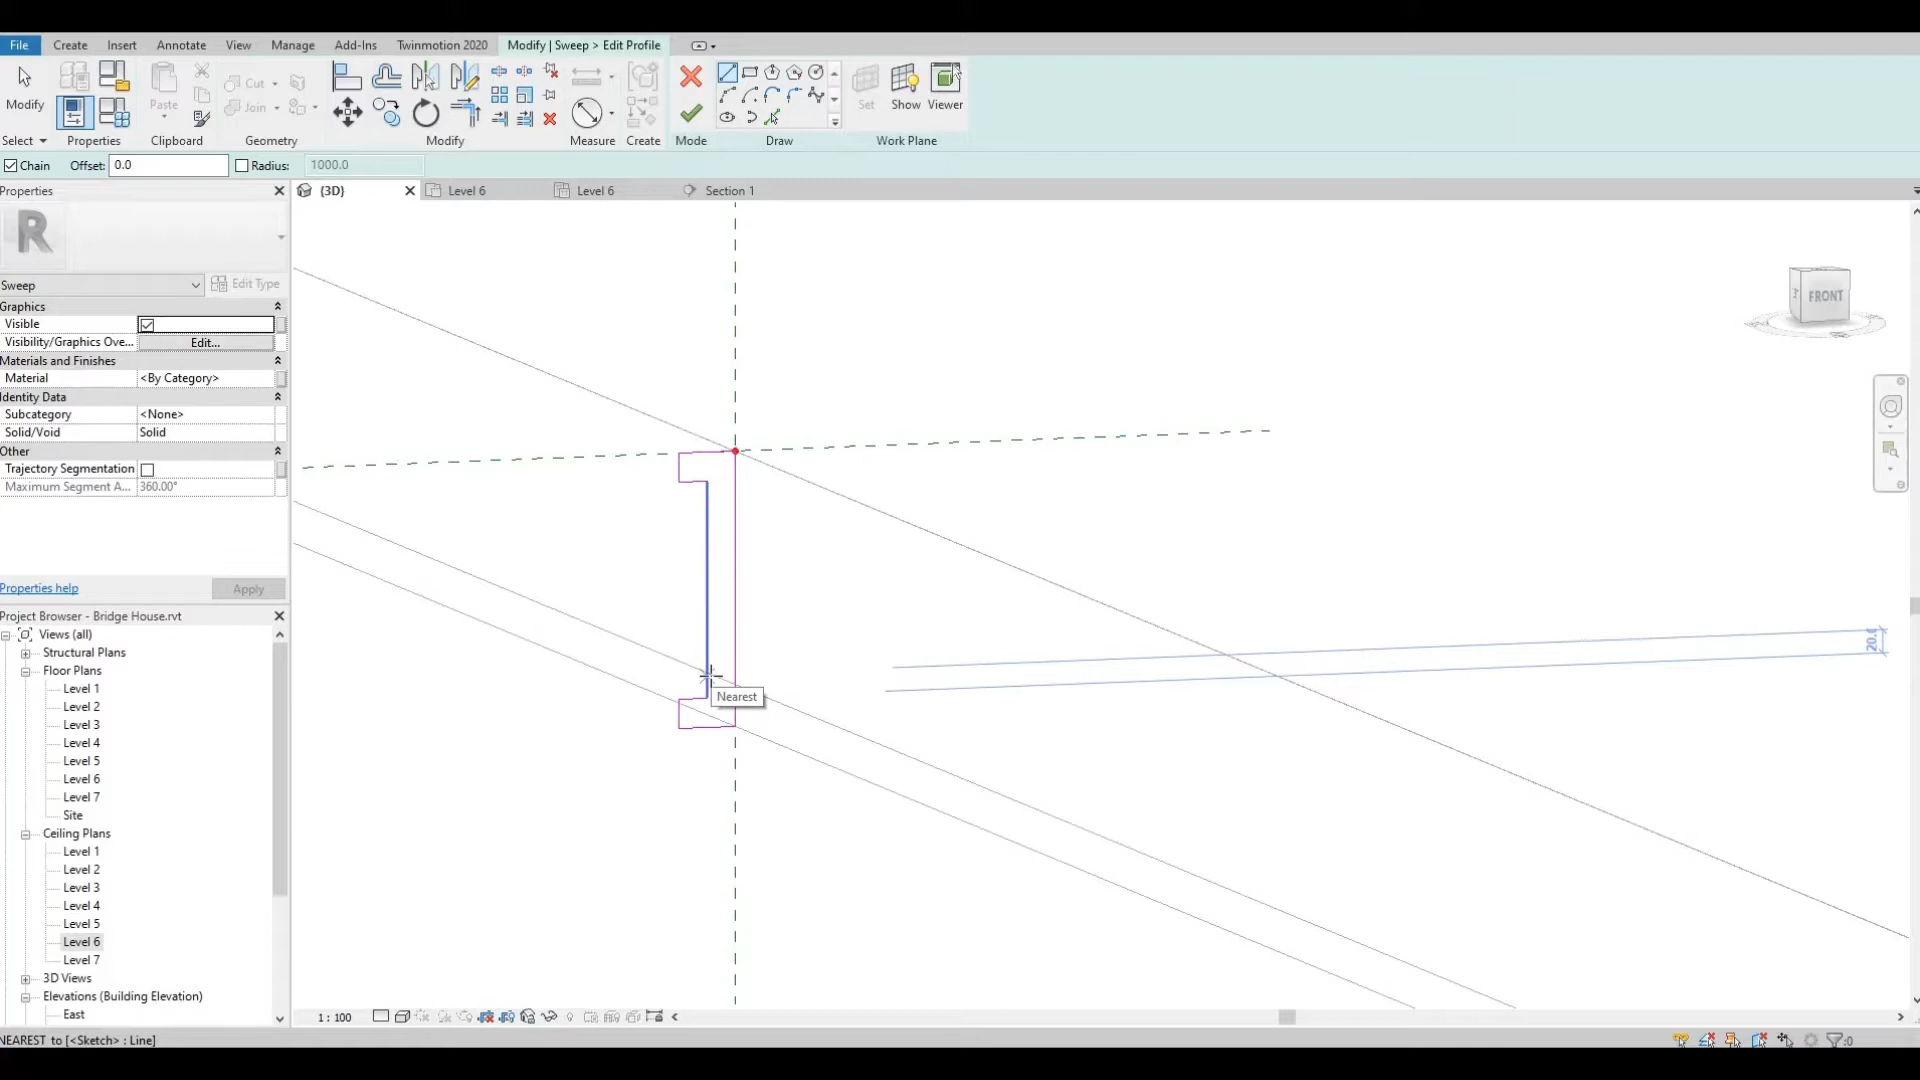 File Create Insert Annotate View Manage Add-Ins Twinmotion 2020 Modify | Sweep > Edit Profile
Modify Paste Cut Join Set Show Viewer
Select Properties Clipboard Geometry Modify Measure Create Mode Draw Work Plane
Chain Offset: 0.0 Radius: 1000.0
Properties
{3D} Level 6 Level 6 Section 1
R
Sweep Edit Type
Graphics
Visible
Visibility/Graphics Ove... Edit...
Materials and Finishes
Material <By Category>
Identity Data
Subcategory <None>
Solid/Void Solid
Other
Trajectory Segmentation
Maximum Segment A... 360.00°
Properties help Apply
Project Browser - Bridge House.rvt
Views (all)
Structural Plans
Floor Plans
Level 1
Level 2
Level 3
Level 4
Level 5
Level 6
Level 7
Site
Ceiling Plans
Level 1
Level 2
Level 3
Level 4
Level 5
Level 6
Level 7
3D Views
Elevations (Building Elevation)
East
FRONT
Nearest
1 : 100
NEAREST to [<Sketch> : Line]
:0